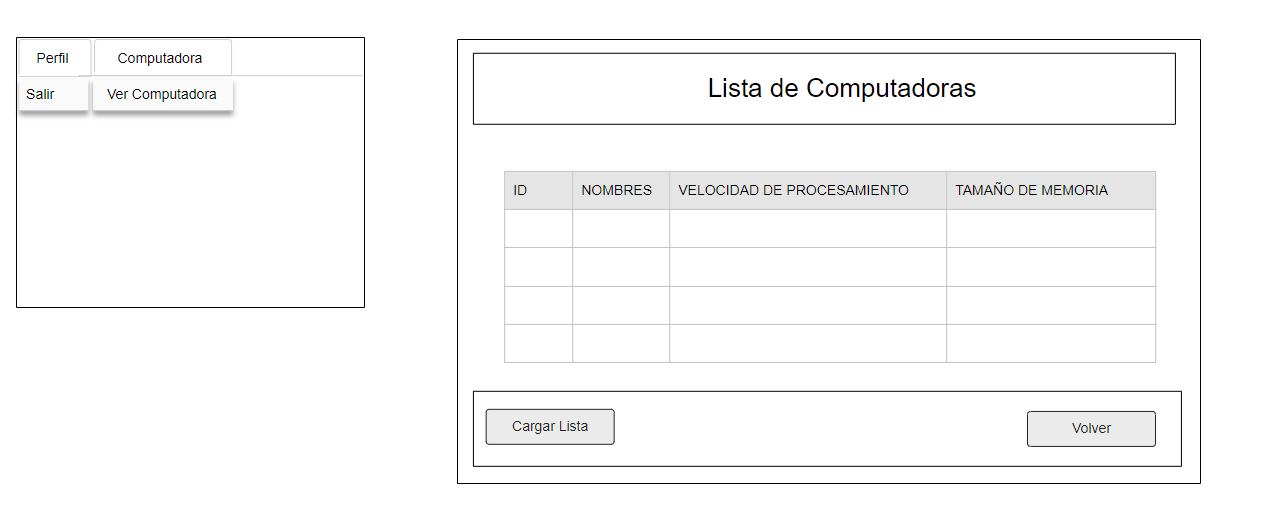 Perfil Computadora
Salir Ver Computadora
Lista de Computadoras
ID NOMBRES VELOCIDAD DE PROCESAMIENTO TAMAÑO DE MEMORIA
Cargar Lista Volver